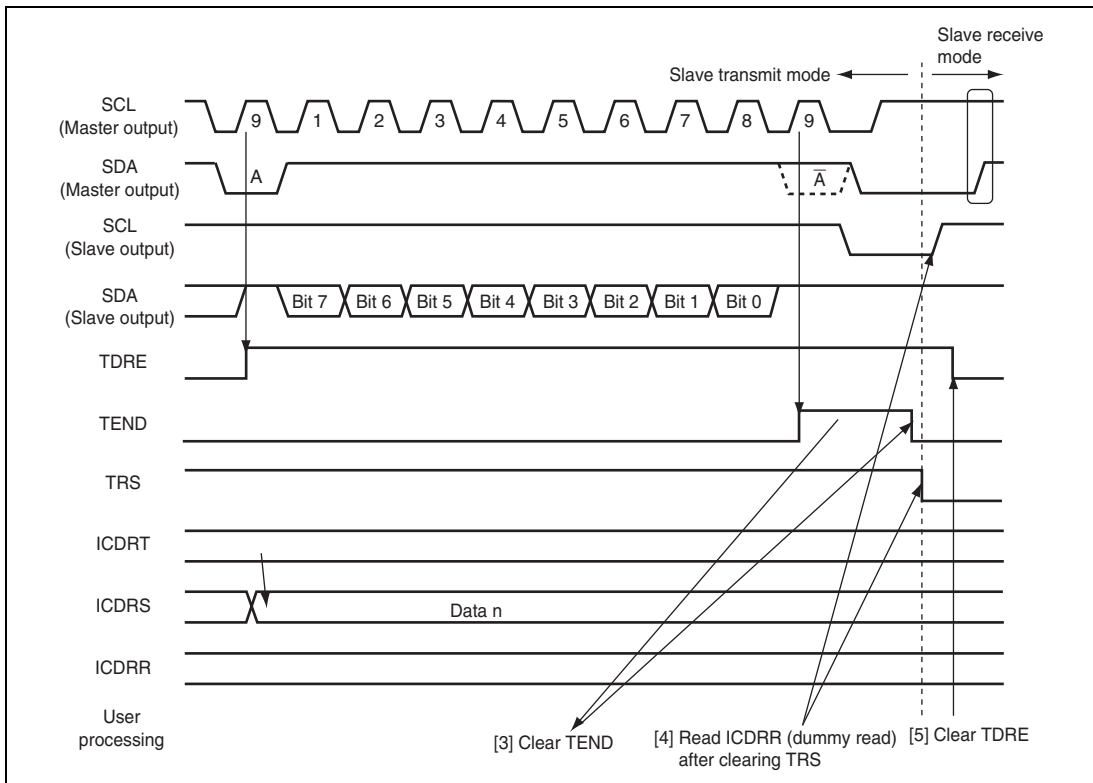 Slave receive
mode
Slave transmit mode
SCL
(Master output)
9 1 2 3 4 5 6 7 8 9
SDA
(Master output)
A A̅
SCL
(Slave output)
SDA
(Slave output)
Bit 7 Bit 6 Bit 5 Bit 4 Bit 3 Bit 2 Bit 1 Bit 0
TDRE
TEND
TRS
ICDRT
ICDRS
Data n
ICDRR
User
processing
[3] Clear TEND
[4] Read ICDRR (dummy read)
after clearing TRS
[5] Clear TDRE